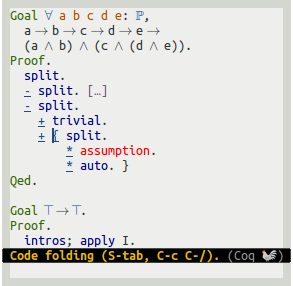 Goal ∀ a b c d e: ℙ,
a → b → c → d → e →
(a ∧ b) ∧ (c ∧ (d ∧ e)).
Proof.
split.
- split. […]
- split.
+ trivial.
+ { split.
* assumption.
* auto. }
Qed.
Goal ⊤ → ⊤.
Proof.
intros; apply I.
Code folding (S-tab, C-c C-/). (Coq 🐓)